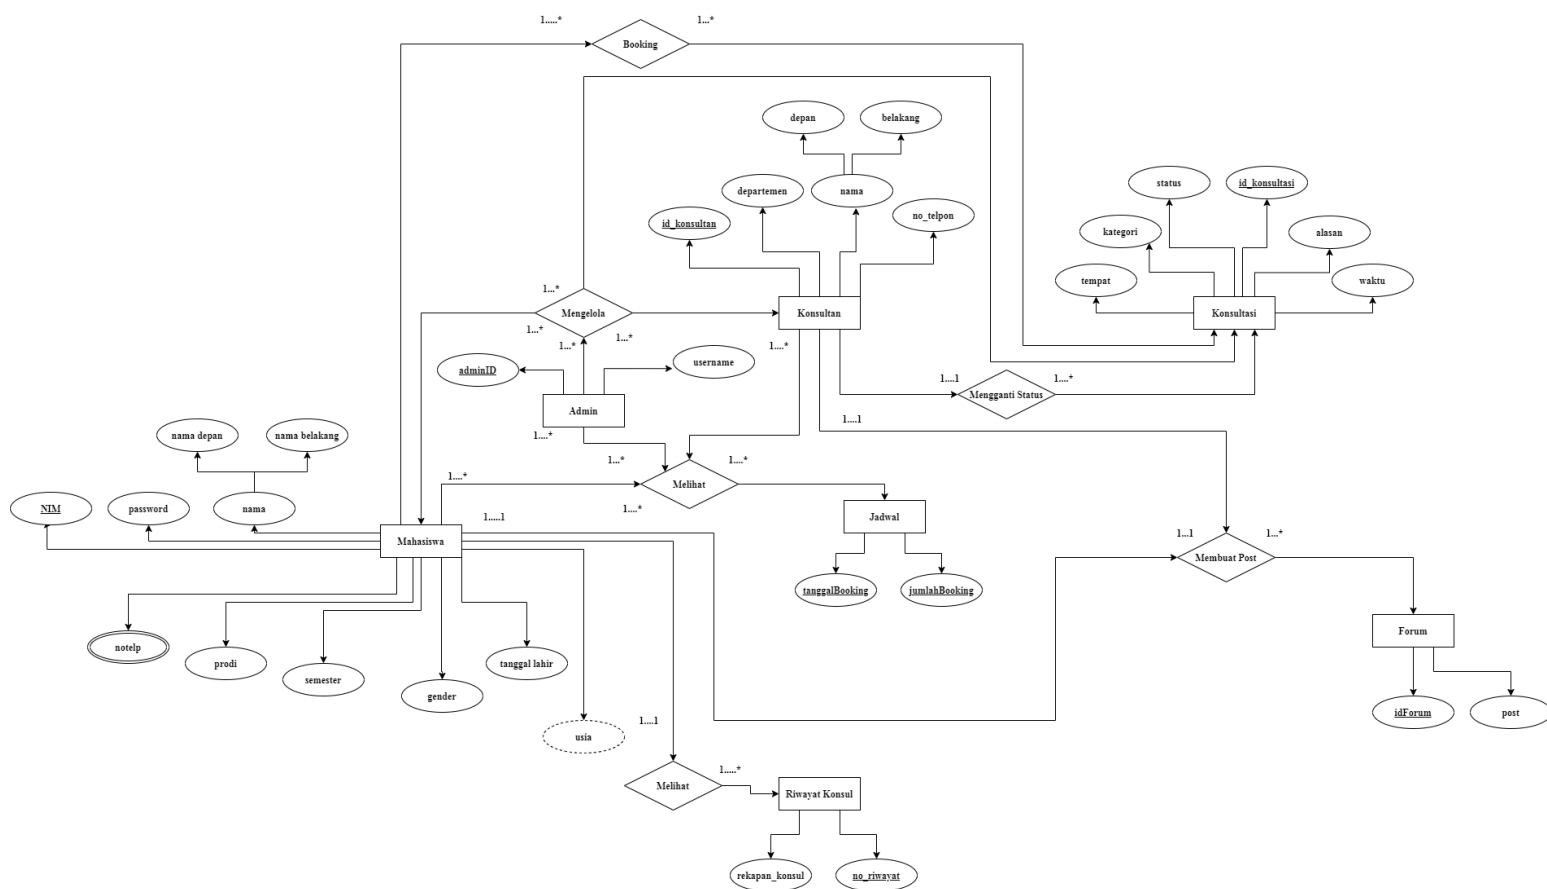 1.....*
1...*
Booking
depan
belakang
status
id_konsultasi
departemen
nama
no_telpon
id_konsultan
kategori
alasan
tempat
waktu
1...*
Mengelola
Konsultan
Konsultasi
1...*
1...*
1...*
1....*
adminID
username
1....1
1....*
Mengganti Status
Admin
1....1
nama depan
nama belakang
1....*
1...*
1....*
1....*
Melihat
NIM
password
nama
1....*
1.....1
Jadwal
Mahasiswa
1...1
1...*
Membuat Post
tanggalBooking
jumlahBooking
Forum
notelp
prodi
semester
gender
tanggal lahir
idForum
post
1....1
usia
1.....*
Melihat
Riwayat Konsul
rekapan_konsul
no_riwayat